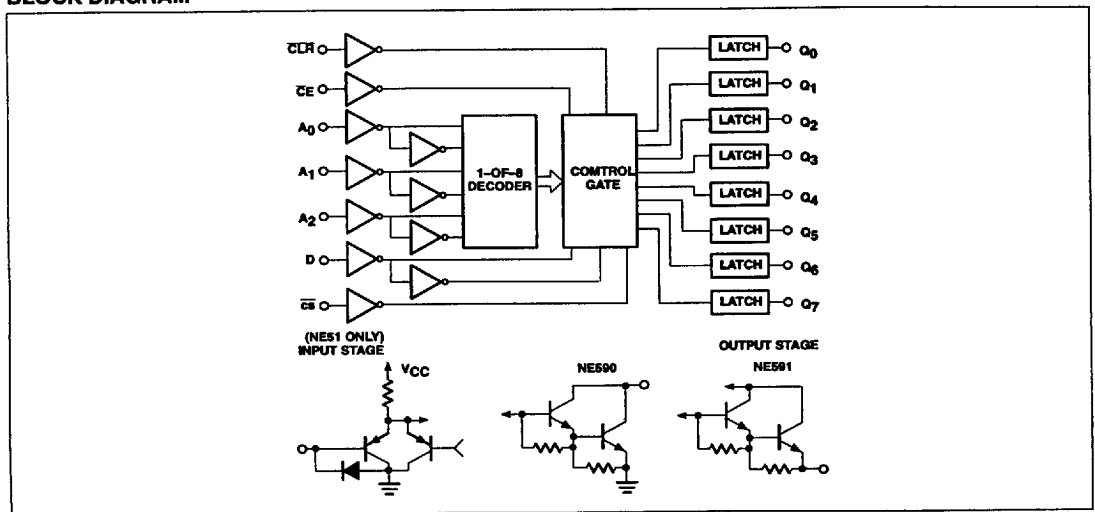 BLOCK DIAGRAM
CLR
CE
A0
A1
A2
D
CS
(NE51 ONLY)
1–OF–8
DECODER
COMTROL
GATE
LATCH Q0
LATCH Q1
LATCH Q2
LATCH Q3
LATCH Q4
LATCH Q5
LATCH Q6
LATCH Q7
INPUT STAGE
VCC
OUTPUT STAGE
NE590
NE591